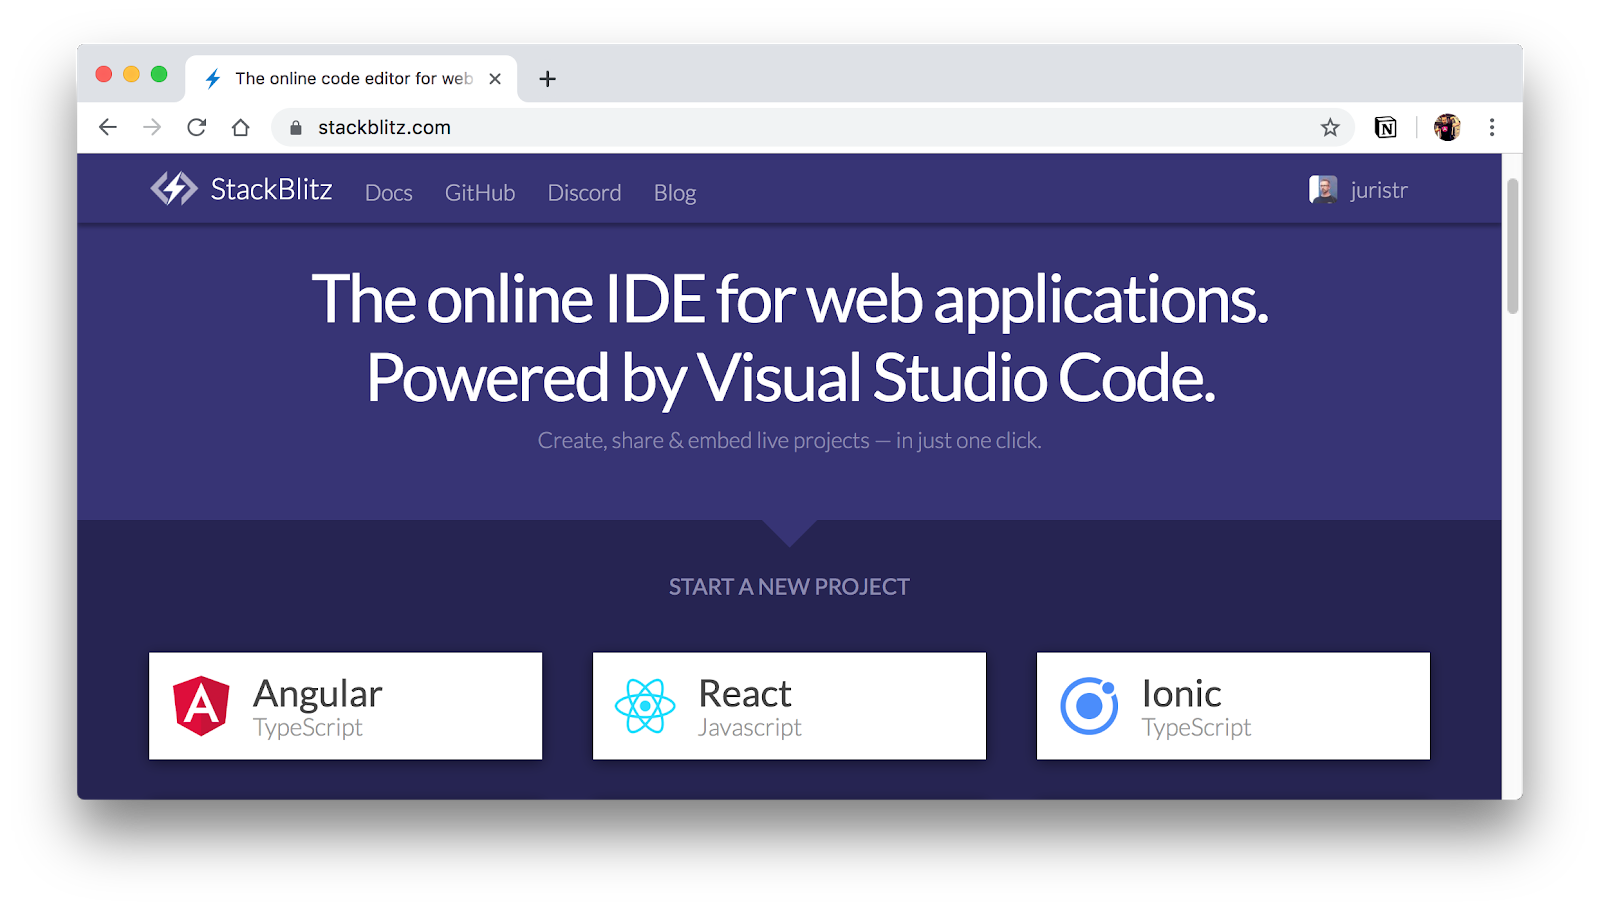 The online code editor for web
stackblitz.com
StackBlitz Docs GitHub Discord Blog juristr
The online IDE for web applications.
Powered by Visual Studio Code.
Create, share & embed live projects — in just one click.
START A NEW PROJECT
Angular
TypeScript
React
Javascript
Ionic
TypeScript